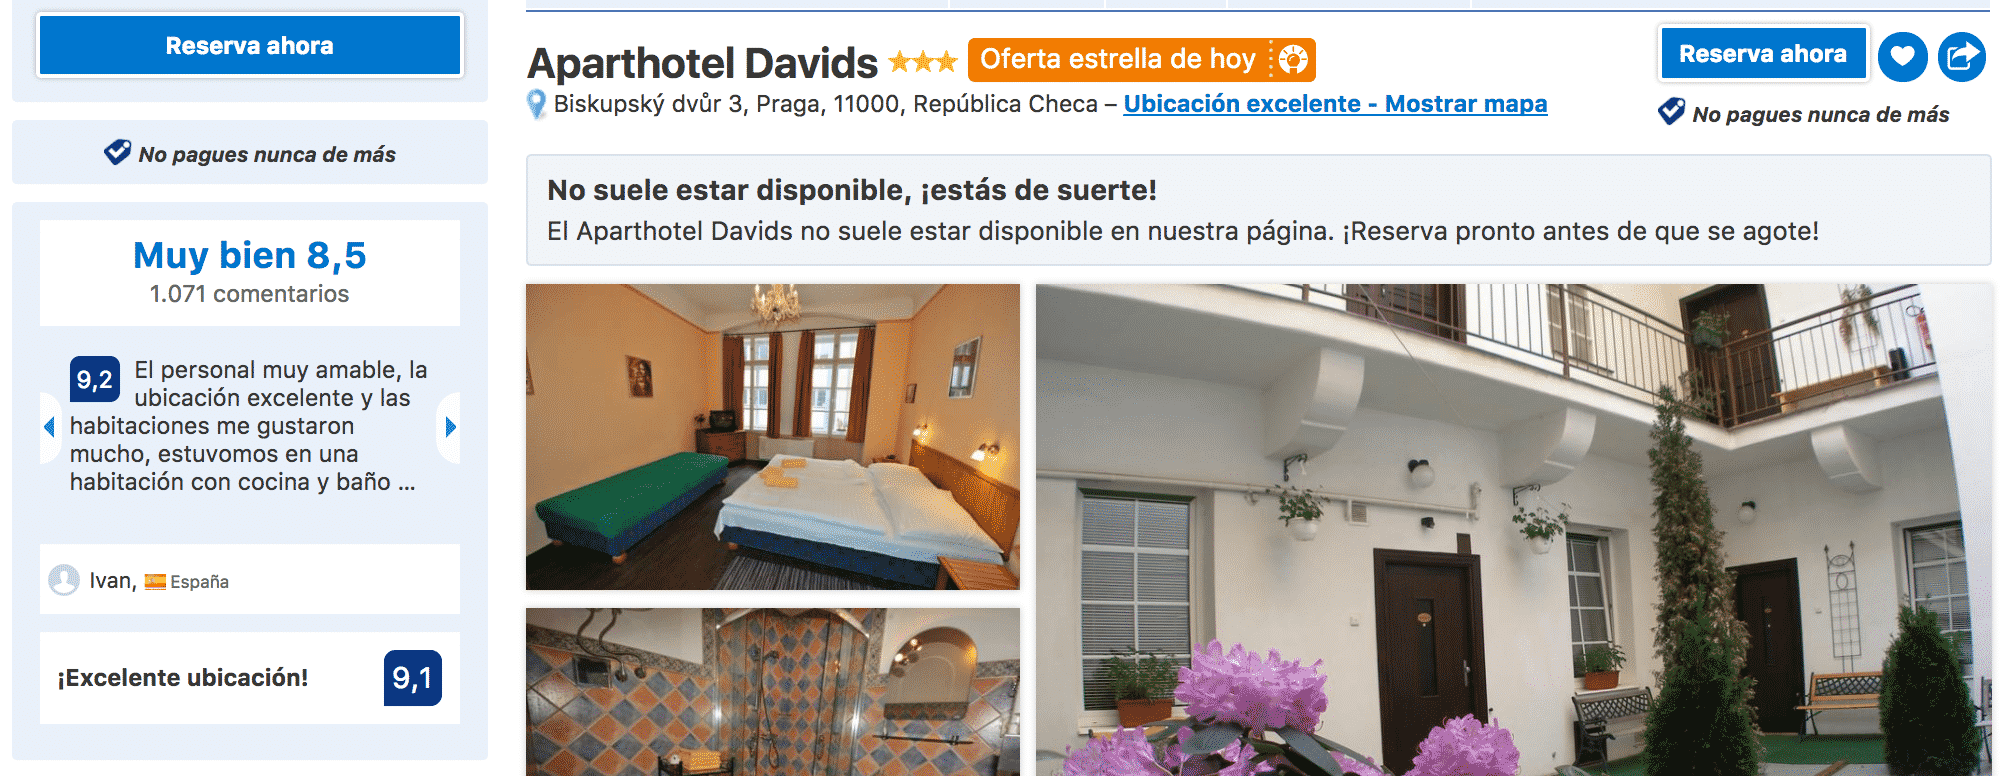 Reserva ahora
No pagues nunca de más
Muy bien 8,5
1.071 comentarios
9,2 El personal muy amable, la
ubicación excelente y las
habitaciones me gustaron
mucho, estuvomos en una
habitación con cocina y baño ...
Ivan, España
¡Excelente ubicación! 9,1
Aparthotel Davids Oferta estrella de hoy
Biskupský dvůr 3, Praga, 11000, República Checa – Ubicación excelente - Mostrar mapa
Reserva ahora
No pagues nunca de más
No suele estar disponible, ¡estás de suerte!
El Aparthotel Davids no suele estar disponible en nuestra página. ¡Reserva pronto antes de que se agote!